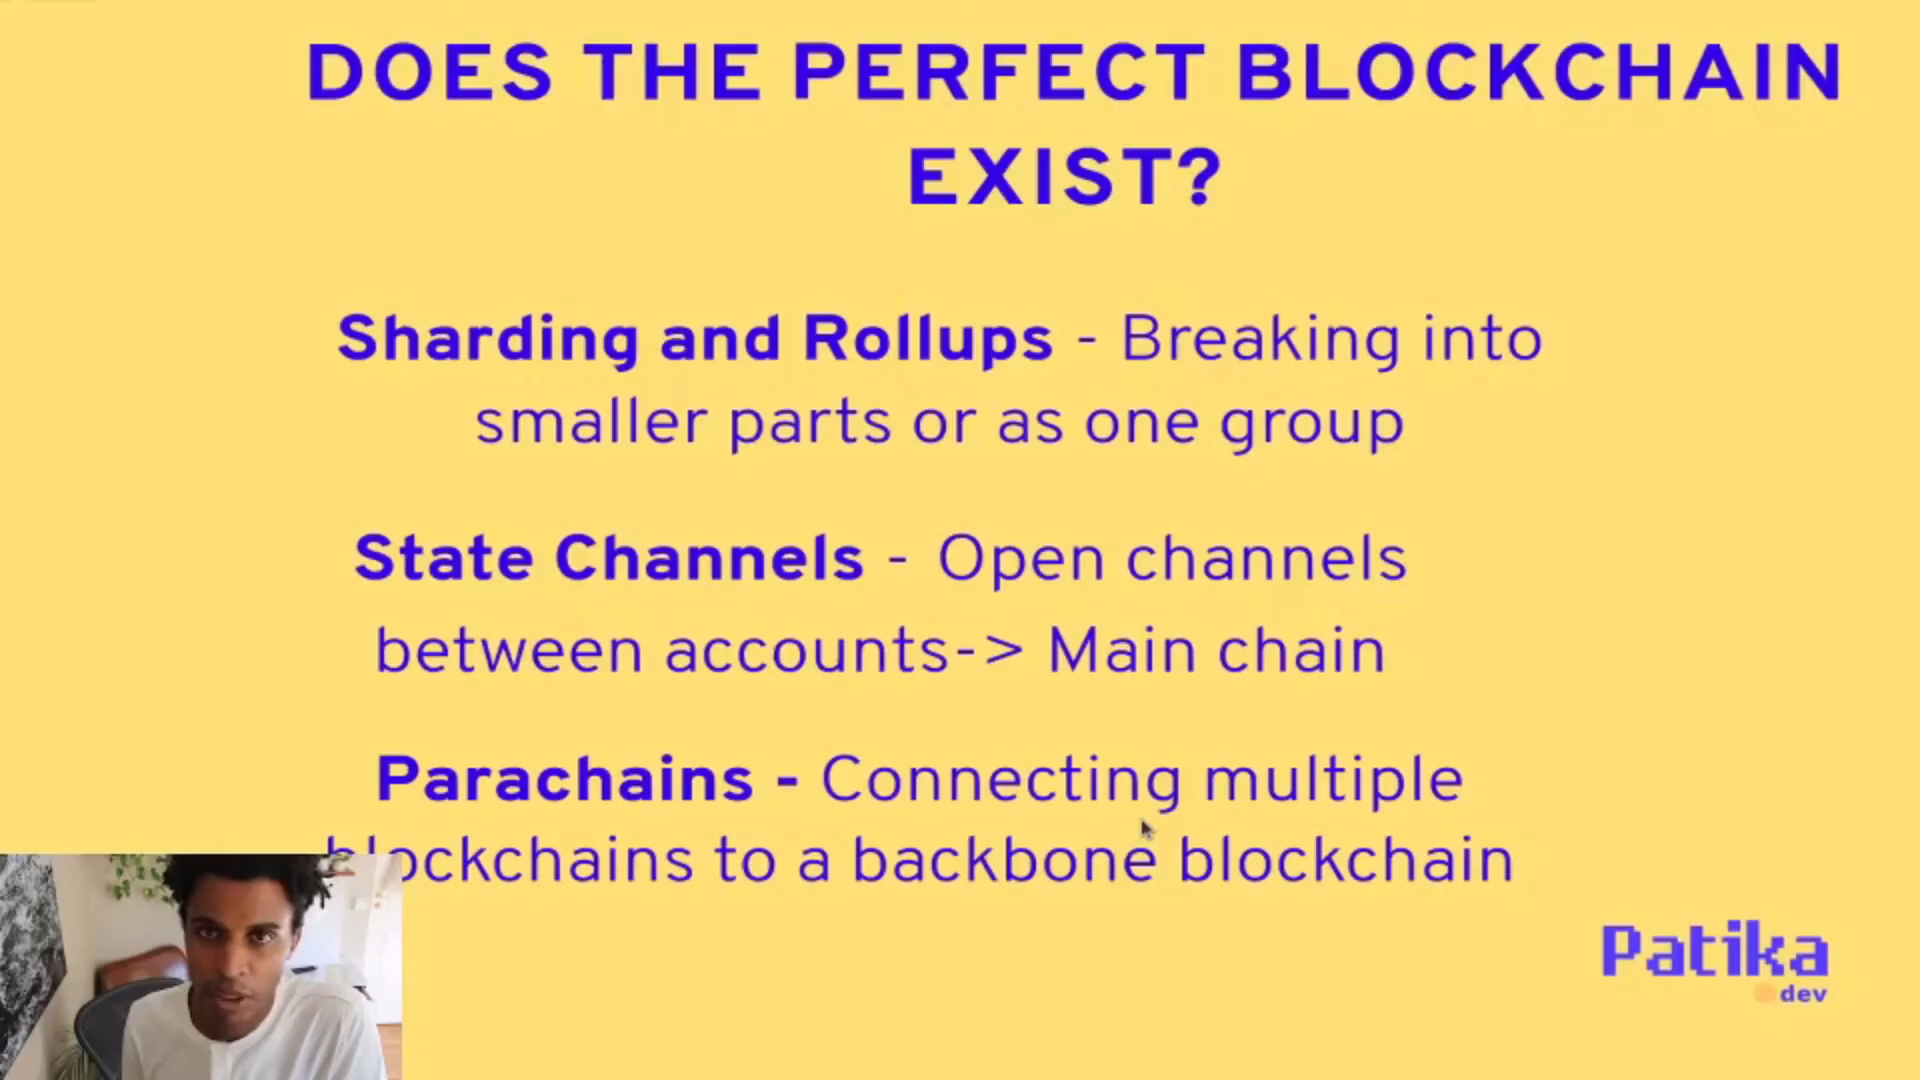 DOES THE PERFECT BLOCKCHAIN
EXIST?
Sharding and Rollups - Breaking into
smaller parts or as one group
State Channels - Open channels
between accounts-> Main chain
Parachains - Connecting multiple
blockchains to a backbone blockchain
Patika
dev